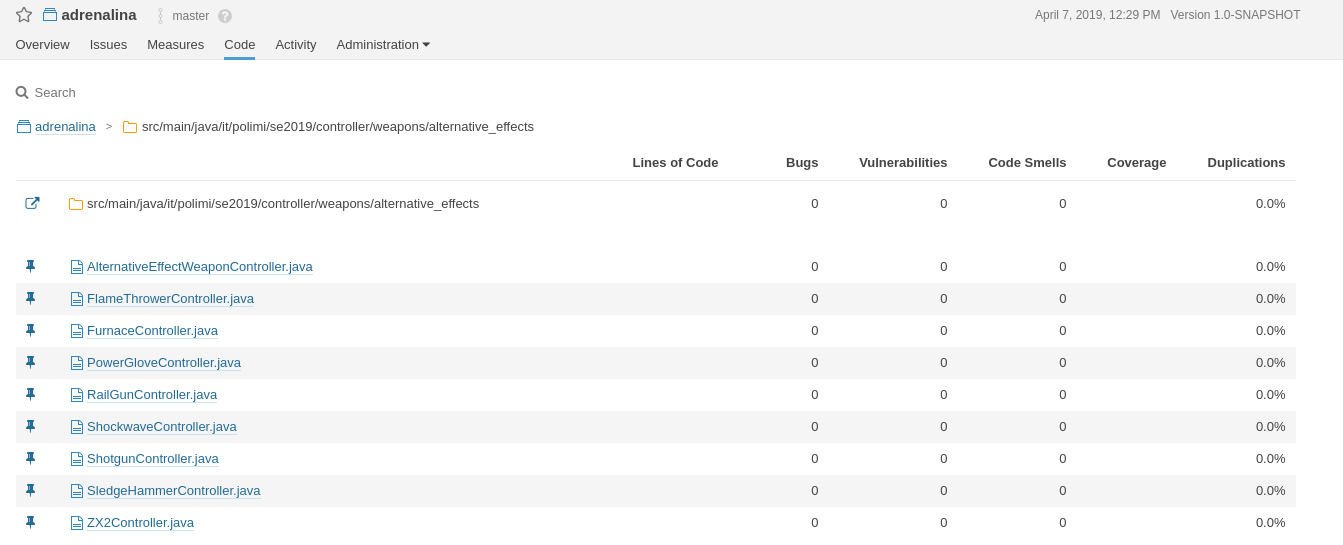 adrenalina master ? April 7, 2019, 12:29 PM Version 1.0-SNAPSHOT
Overview Issues Measures Code Activity Administration
Search
adrenalina > src/main/java/it/polimi/se2019/controller/weapons/alternative_effects
Lines of Code Bugs Vulnerabilities Code Smells Coverage Duplications
src/main/java/it/polimi/se2019/controller/weapons/alternative_effects 0 0 0 0.0%
AlternativeEffectWeaponController.java 0 0 0 0.0%
FlameThrowerController.java 0 0 0 0.0%
FurnaceController.java 0 0 0 0.0%
PowerGloveController.java 0 0 0 0.0%
RailGunController.java 0 0 0 0.0%
ShockwaveController.java 0 0 0 0.0%
ShotgunController.java 0 0 0 0.0%
SledgeHammerController.java 0 0 0 0.0%
ZX2Controller.java 0 0 0 0.0%